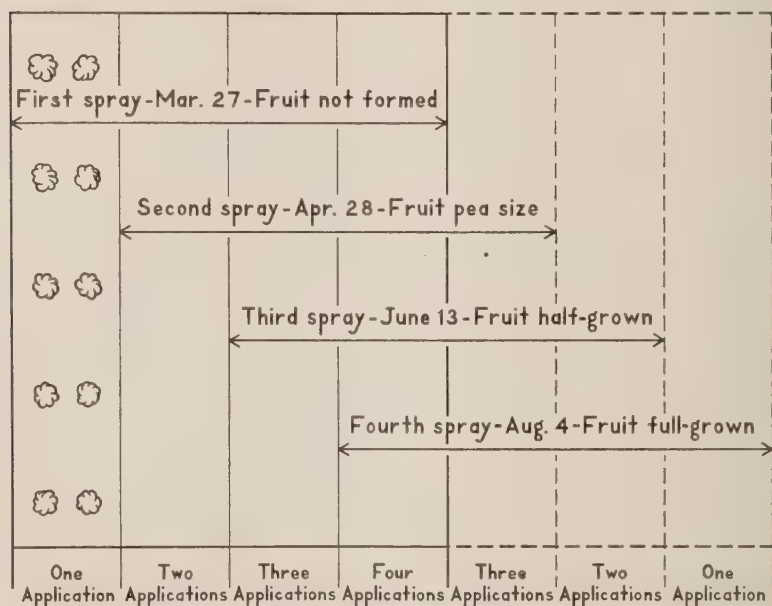 First spray-Mar. 27-Fruit not formed
Second spray-Apr. 28-Fruit pea size
Third spray-June 13-Fruit half-grown
Fourth spray-Aug. 4-Fruit full-grown
One Two Three Four Three Two One
Application Applications Applications Applications Applications Applications Application